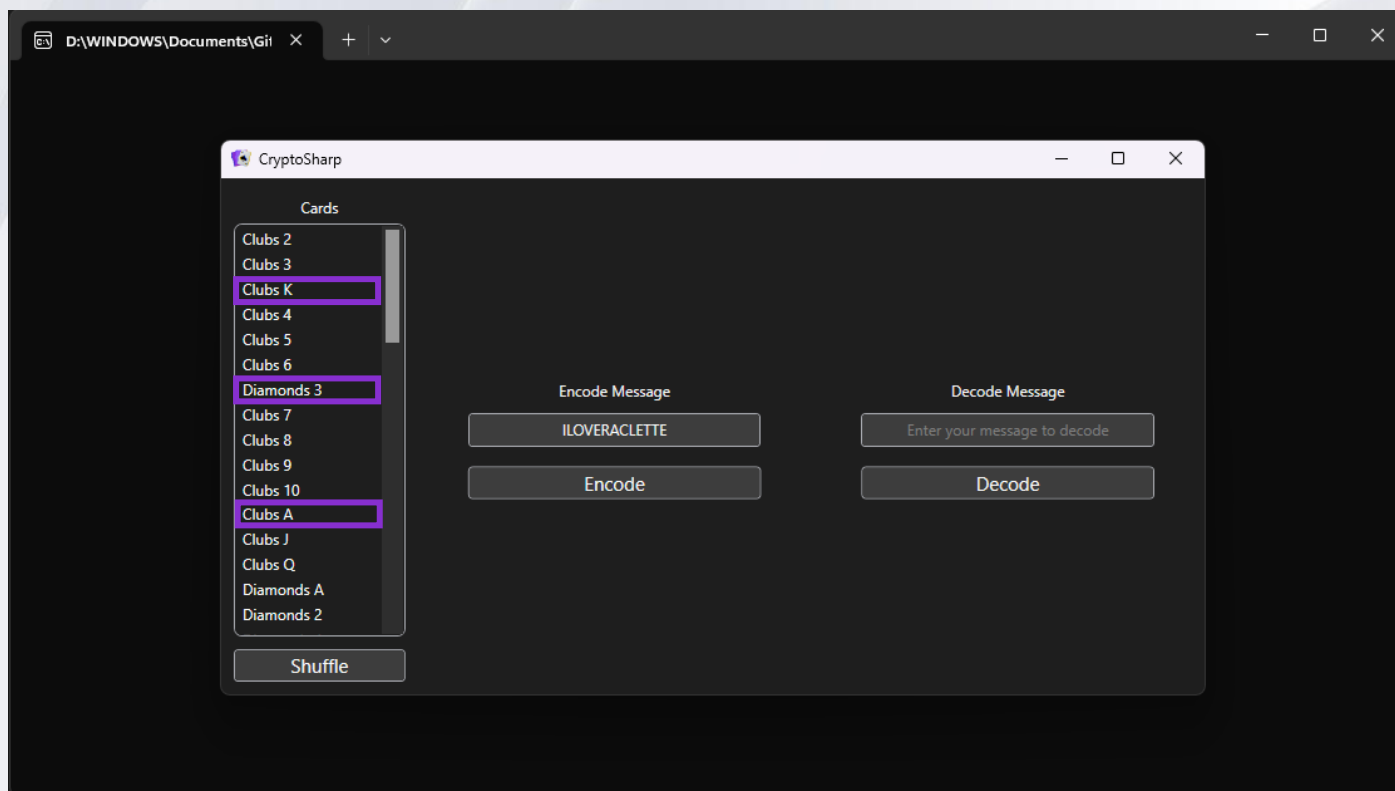 D:\WINDOWS\Documents\Git
CryptoSharp
Cards
Clubs 2
Clubs 3
Clubs K
Clubs 4
Clubs 5
Clubs 6
Diamonds 3
Clubs 7
Clubs 8
Clubs 9
Clubs 10
Clubs A
Clubs J
Clubs Q
Diamonds A
Diamonds 2
Shuffle
Encode Message
ILOVERACLETTE
Encode
Decode Message
Enter your message to decode
Decode